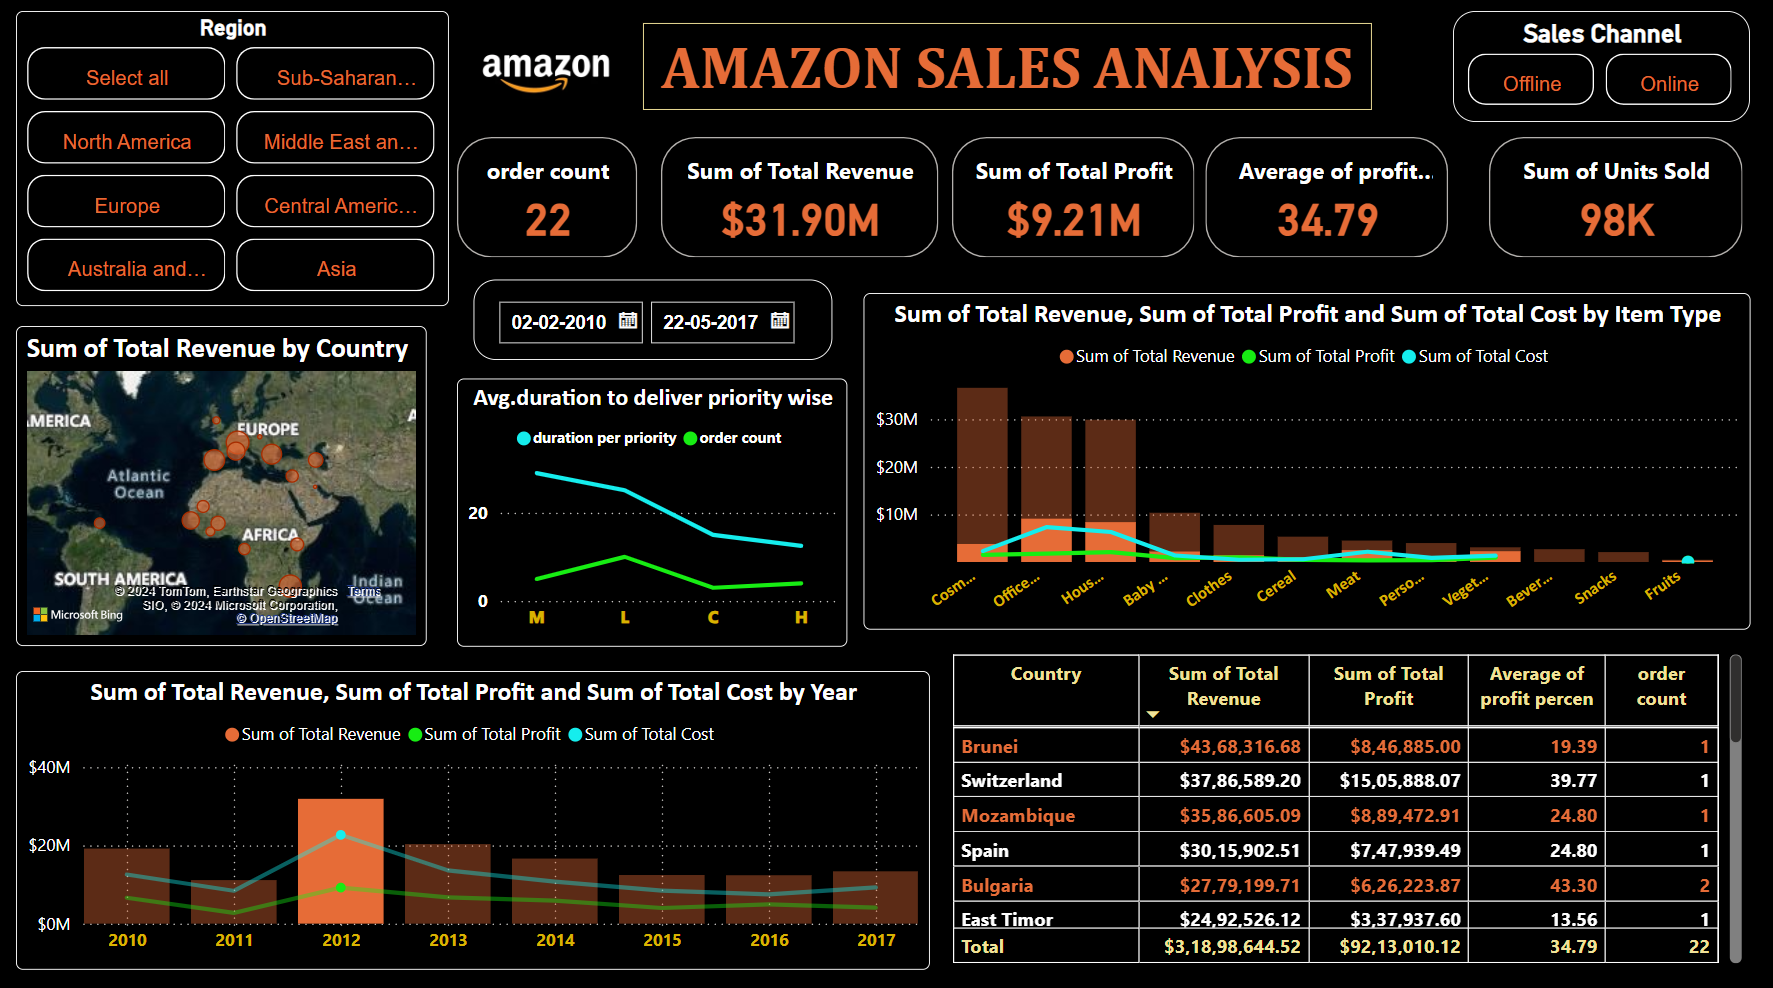 Region
Select all
Sub-Saharan...
North America
Middle East an...
Europe
Central Americ...
Australia and...
Asia
amazon
AMAZON SALES ANALYSIS
Sales Channel
Offline
Online
order count
22
Sum of Total Revenue
$31.90M
Sum of Total Profit
$9.21M
Average of profit...
34.79
Sum of Units Sold
98K
02-02-2010
22-05-2017
Sum of Total Revenue by Country
AMERICA
EUROPE
A
Atlantic
Ocean
AFRICA
SOUTH AMERICA
Indian
Ocean
© 2024 TomTom, Earthstar Geographics
SIO, © 2024 Microsoft Corporation,
© OpenStreetMap
Terms
Microsoft Bing
Avg.duration to deliver priority wise
duration per priority
order count
20
0
M
L
C
H
Sum of Total Revenue, Sum of Total Profit and Sum of Total Cost by Item Type
Sum of Total Revenue
Sum of Total Profit
Sum of Total Cost
$30M
$20M
$10M
Cosm...
Office...
Hous...
Baby ...
Clothes
Cereal
Meat
Perso...
Veget...
Bever...
Snacks
Fruits
Sum of Total Revenue, Sum of Total Profit and Sum of Total Cost by Year
Sum of Total Revenue
Sum of Total Profit
Sum of Total Cost
$40M
$20M
$0M
2010
2011
2012
2013
2014
2015
2016
2017
Country
Sum of Total Revenue
Sum of Total Profit
Average of profit percen
order count
Brunei $43,68,316.68 $8,46,885.00 19.39 1
Switzerland $37,86,589.20 $15,05,888.07 39.77 1
Mozambique $35,86,605.09 $8,89,472.91 24.80 1
Spain $30,15,902.51 $7,47,939.49 24.80 1
Bulgaria $27,79,199.71 $6,26,223.87 43.30 2
East Timor $24,92,526.12 $3,37,937.60 13.56 1
Total $3,18,98,644.52 $92,13,010.12 34.79 22